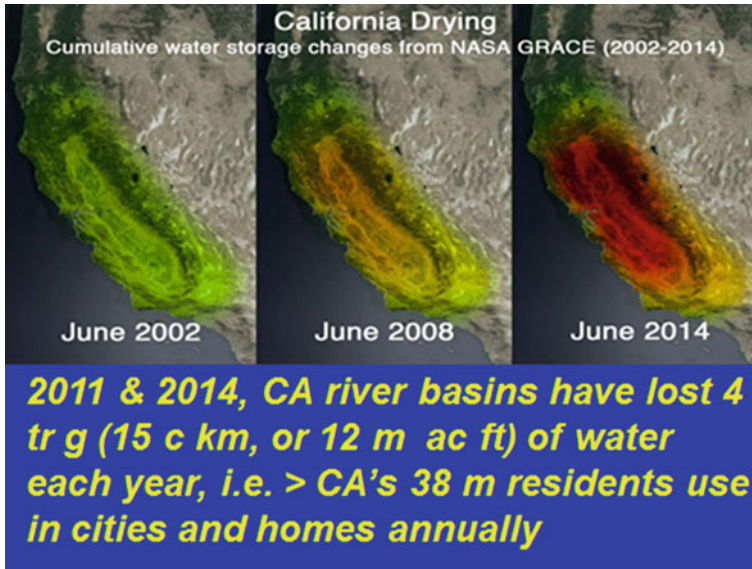 California Drying
Cumulative water storage changes from NASA GRACE (2002-2014)
June 2002
June 2008
June 2014
2011 & 2014, CA river basins have lost 4
tr g (15 c km, or 12 m ac ft) of water
each year, i.e. > CA's 38 m residents use
in cities and homes annually